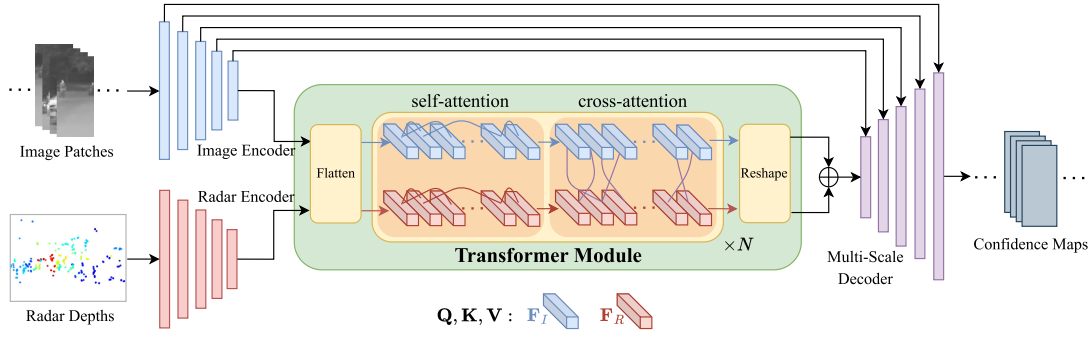 Image Patches
Image Encoder
Radar Encoder
Radar Depths
Flatten
self-attention
cross-attention
Reshape
Transformer Module
×N
Multi-Scale
Decoder
Confidence Maps
Q, K, V : F_I F_R